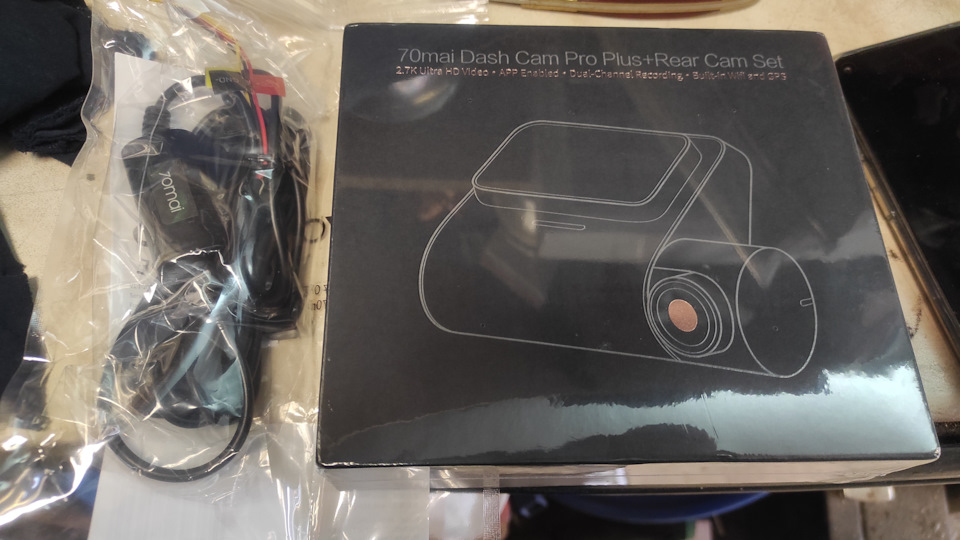 70mai Dash Cam Pro Plus+Rear Cam Set
2.7K Ultra HD Video • APP Enabled • Dual-Channel Recording • Built-in Wifi and GPS
70mai